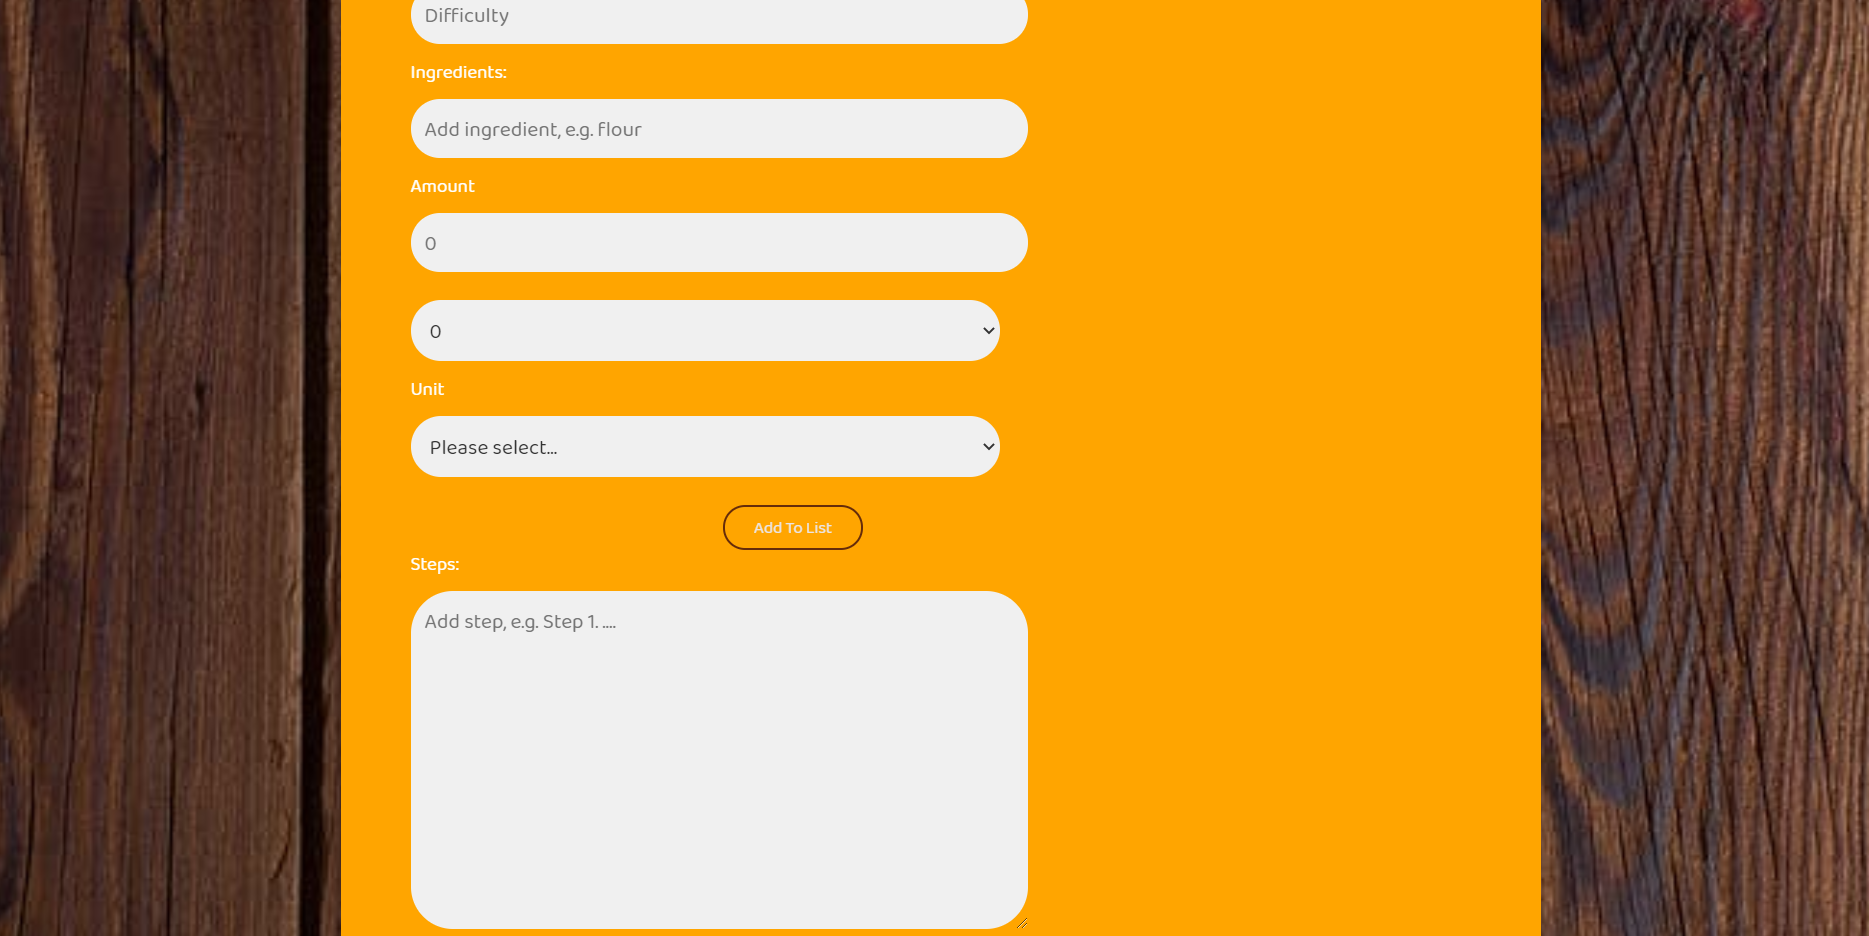 Difficulty
Ingredients:
Add ingredient, e.g. flour
Amount
0
0
Unit
Please select...
Add To List
Steps:
Add step, e.g. Step 1. ....